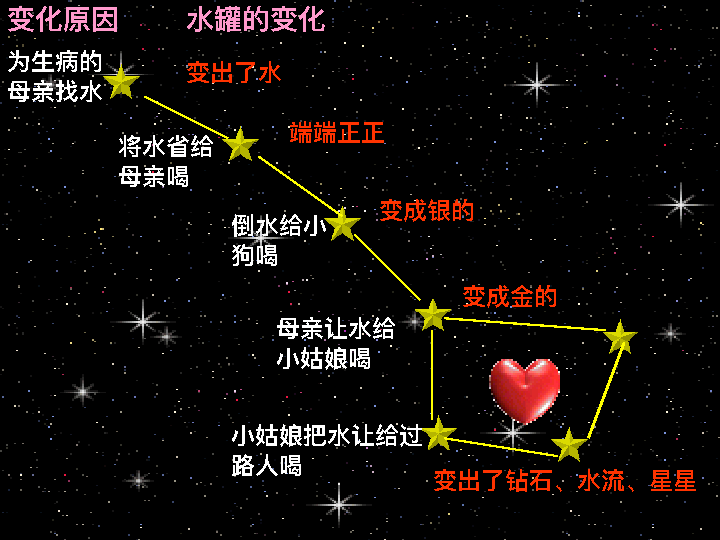 变化原因 水罐的变化
为生病的
母亲找水
变出了水
将水省给
母亲喝
端端正正
倒水给小
狗喝
变成银的
母亲让水给
小姑娘喝
变成金的
小姑娘把水让给过
路人喝
变出了钻石、水流、星星